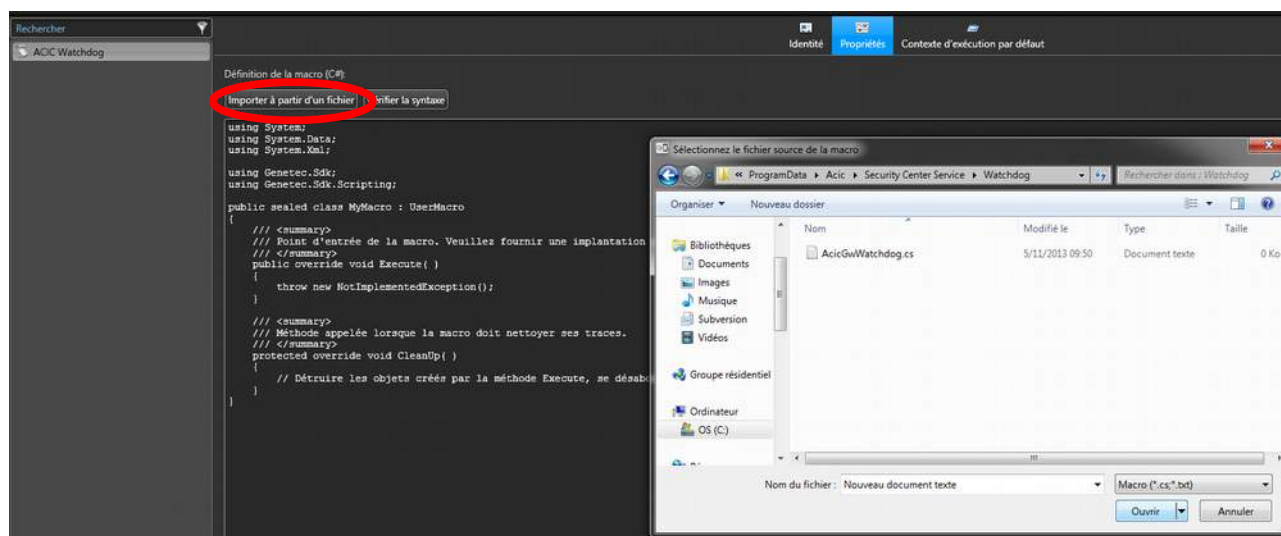 Rechercher
ACIC Watchdog
Identité Propriétés Contexte d'exécution par défaut
Définition de la macro (C#):
Importer à partir d'un fichier Vérifier la syntaxe
using System;
using System.Data;
using System.Xml;
using Genetec.Sdk;
using Genetec.Sdk.Scripting;
public sealed class MyMacro : UserMacro
{
/// <summary>
/// Point d'entrée de la macro. Veuillez fournir une implantation
/// </summary>
public override void Execute( )
{
throw new NotImplementedException();
}
/// <summary>
/// Méthode appelée lorsque la macro doit nettoyer ses traces.
/// </summary>
protected override void CleanUp( )
{
// Détruire les objets créés par la méthode Execute, se désab
}
}
Sélectionnez le fichier source de la macro
« ProgramData Acic Security Center Service Watchdog
Rechercher dans : Watchdog
Organiser Nouveau dossier
Nom Modifié le Type Taille
Bibliothèques
Documents
Images
Musique
Subversion
Vidéos
Groupe résidentiel
Ordinateur
OS (C:)
AcicGwWatchdog.cs 5/11/2013 09:50 Document texte 0 Ko
Nom du fichier : Nouveau document texte
Macro (*.cs;*.txt)
Ouvrir Annuler